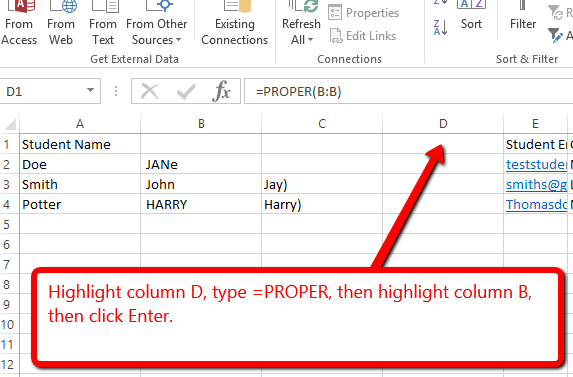 From Access
From Web
From Text
From Other Sources
Existing Connections
Refresh All
Properties
Edit Links
Sort
Filter
Get External Data
Connections
Sort & Filter
D1
fx
=PROPER(B:B)
A B C D E
1 Student Name Student
2 Doe JANe
3 Smith John Jay) smiths@g
4 Potter HARRY Harry)
5
6
7
8
9
10
11
12
Highlight column D, type =PROPER, then highlight column B,
then click Enter.